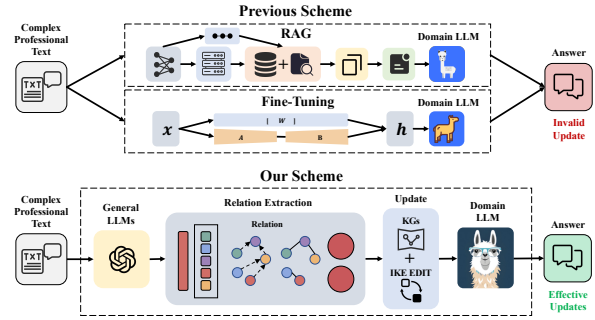 Previous Scheme
Complex
Professional
Text
TXT
RAG
Domain LLM
Fine-Tuning
Domain LLM
x
| W |
A
B
h
Answer
Invalid
Update
Our Scheme
Complex
Professional
Text
TXT
General
LLMs
Relation Extraction
Relation
Update
KGs
+
IKE EDIT
Domain
LLM
Answer
Effective
Updates